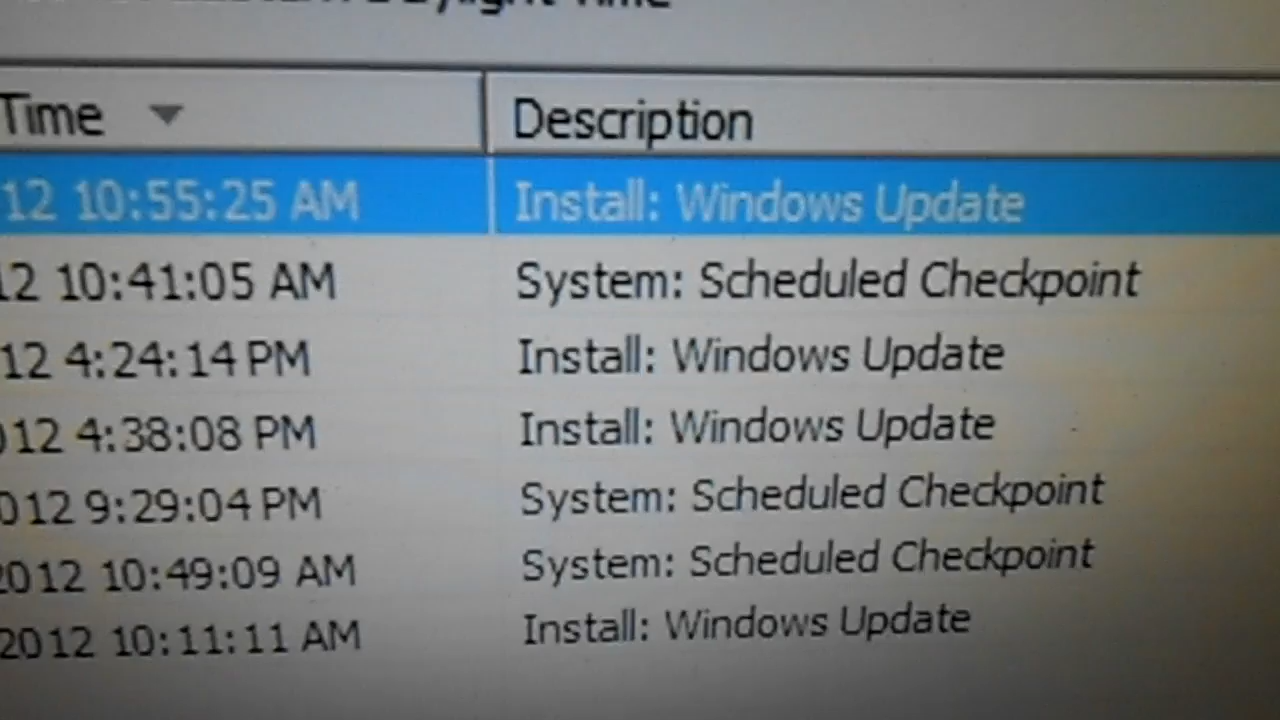 Daylight Time
Time Description
12 10:55:25 AM Install: Windows Update
12 10:41:05 AM System: Scheduled Checkpoint
12 4:24:14 PM Install: Windows Update
012 4:38:08 PM Install: Windows Update
012 9:29:04 PM System: Scheduled Checkpoint
2012 10:49:09 AM System: Scheduled Checkpoint
2012 10:11:11 AM Install: Windows Update